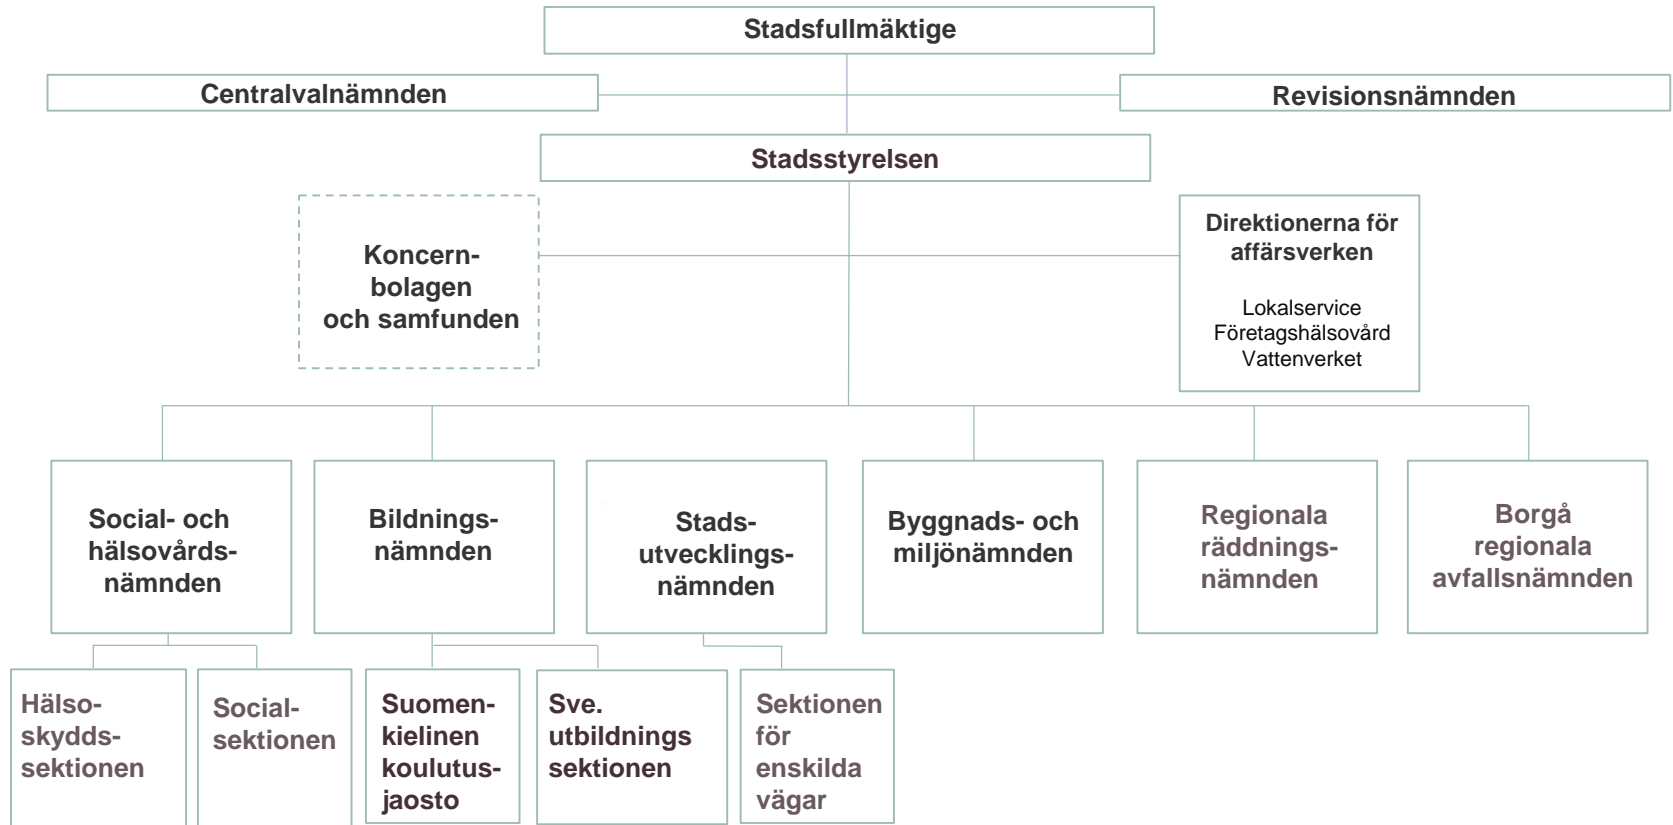 Stadsfullmäktige
Centralvalnämnden
Revisionsnämnden
Stadsstyrelsen
Koncern-
bolagen
och samfunden
Direktionerna för
affärsverken
Lokalservice
Företagshälsovård
Vattenverket
Social- och
hälsovårds-
nämnden
Bildnings-
nämnden
Stads-
utvecklings-
nämnden
Byggnads- och
miljönämnden
Regionala
räddnings-
nämnden
Borgå
regionala
avfallsnämnden
Hälso-
skydds-
sektionen
Social-
sektionen
Suomen-
kielinen
koulutus-
jaosto
Sve.
utbildnings
sektionen
Sektionen
för
enskilda
vägar